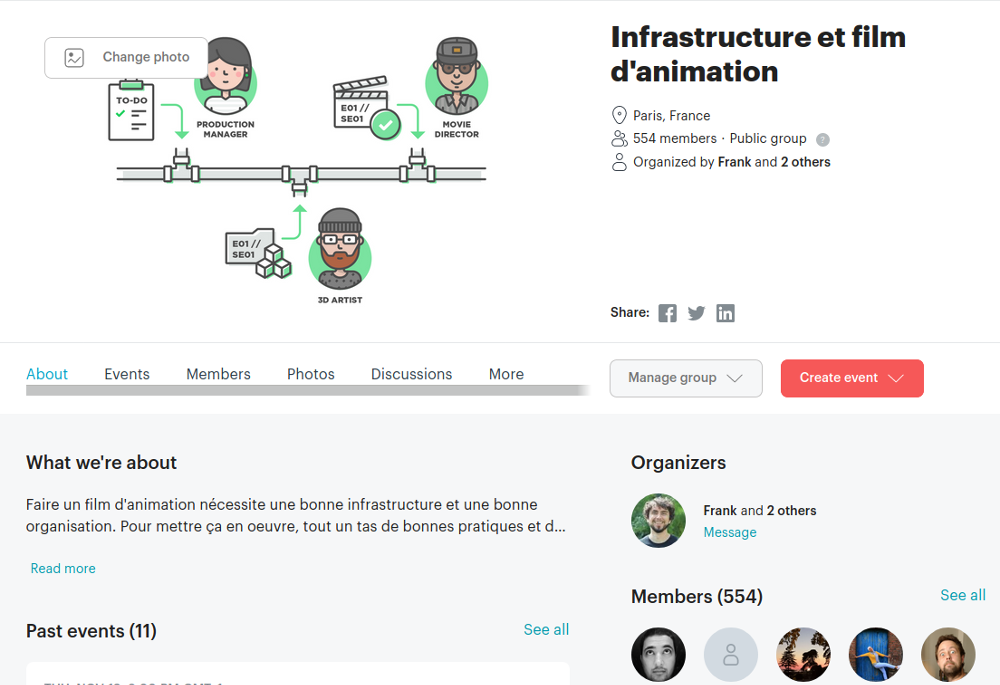 Change photo
TO-DO
PRODUCTION
MANAGER
E01 //
SE01
MOVIE
DIRECTOR
E01 //
SE01
3D ARTIST
Infrastructure et film
d'animation
Paris, France
554 members · Public group ?
Organized by Frank and 2 others
Share:
About Events Members Photos Discussions More
Manage group
Create event
What we're about
Faire un film d'animation nécessite une bonne infrastructure et une bonne
organisation. Pour mettre ça en oeuvre, tout un tas de bonnes pratiques et d...
Read more
Past events (11)
See all
Organizers
Frank and 2 others
Message
Members (554)
See all